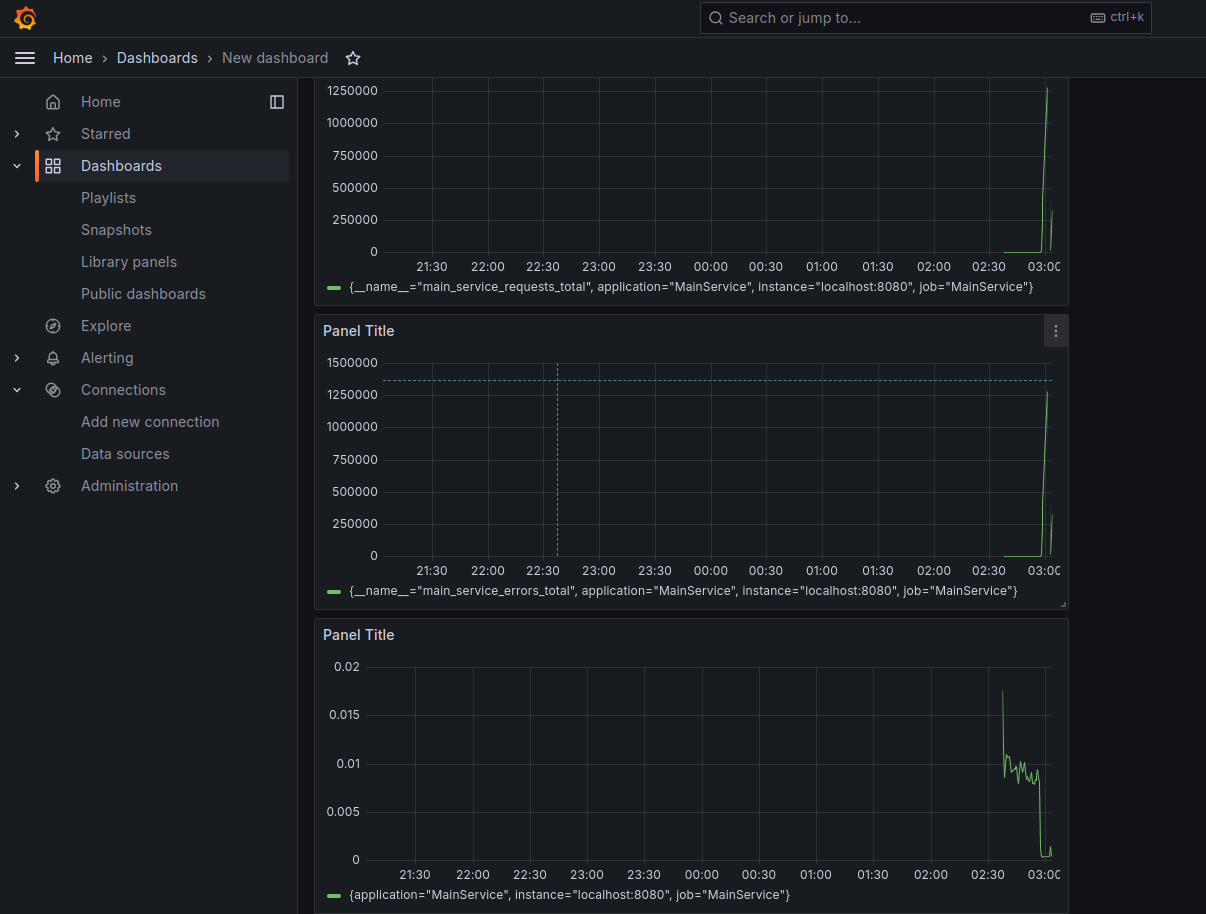 Search or jump to... ctrl+k
Home › Dashboards › New dashboard
Home
Starred
Dashboards
Playlists
Snapshots
Library panels
Public dashboards
Explore
Alerting
Connections
Add new connection
Data sources
Administration
1250000
1000000
750000
500000
250000
0
21:30 22:00 22:30 23:00 23:30 00:00 00:30 01:00 01:30 02:00 02:30 03:00
{__name__="main_service_requests_total", application="MainService", instance="localhost:8080", job="MainService"}
Panel Title
1500000
1250000
1000000
750000
500000
250000
0
21:30 22:00 22:30 23:00 23:30 00:00 00:30 01:00 01:30 02:00 02:30 03:00
{__name__="main_service_errors_total", application="MainService", instance="localhost:8080", job="MainService"}
Panel Title
0.02
0.015
0.01
0.005
0
21:30 22:00 22:30 23:00 23:30 00:00 00:30 01:00 01:30 02:00 02:30 03:00
{application="MainService", instance="localhost:8080", job="MainService"}